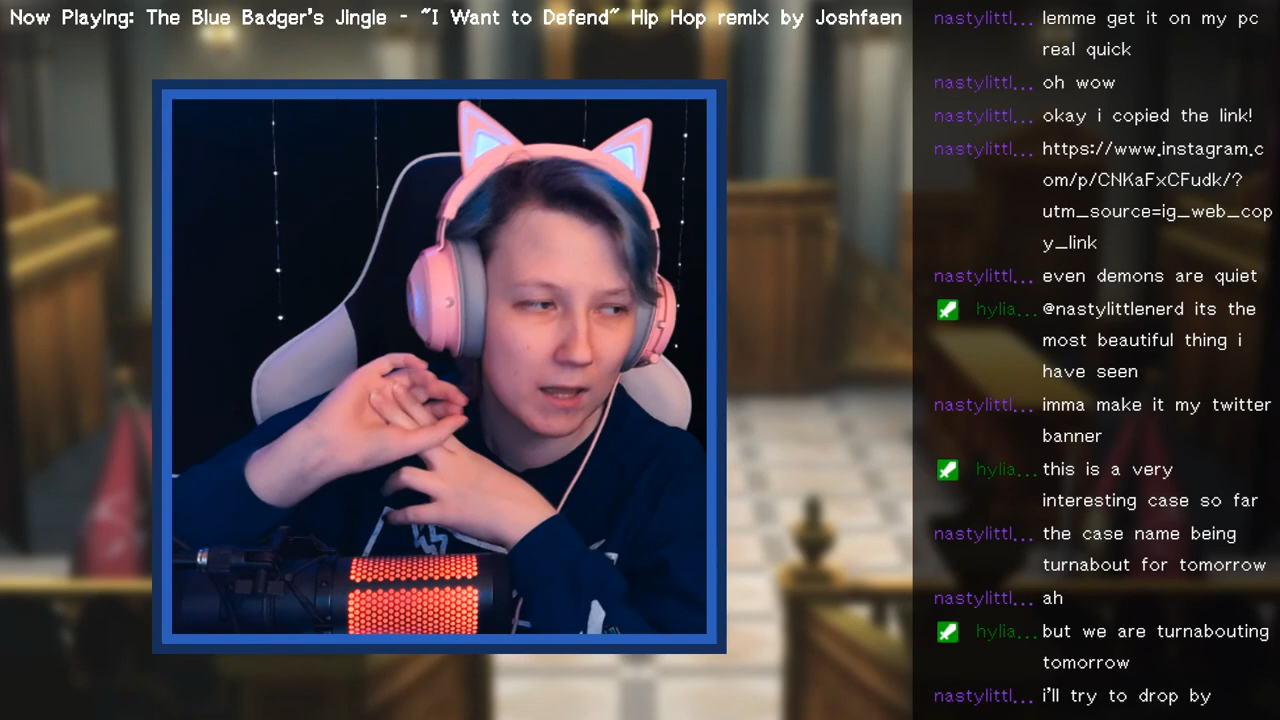 Now Playing: The Blue Badger's Jingle - "I Want to Defend" Hip Hop remix by Joshfaen
nastylittl... lemme get it on my pc
real quick
nastylittl... oh wow
nastylittl... okay i copied the link!
nastylittl... https://www.instagram.c
om/p/CNKaFxCFudk/?
utm_source=ig_web_cop
y_link
nastylittl... even demons are quiet
hylia... @nastylittlenerd its the
most beautiful thing i
have seen
nastylittl... imma make it my twitter
banner
hylia... this is a very
interesting case so far
nastylittl... the case name being
turnabout for tomorrow
nastylittl... ah
hylia... but we are turnabouting
tomorrow
nastylittl... i'll try to drop by